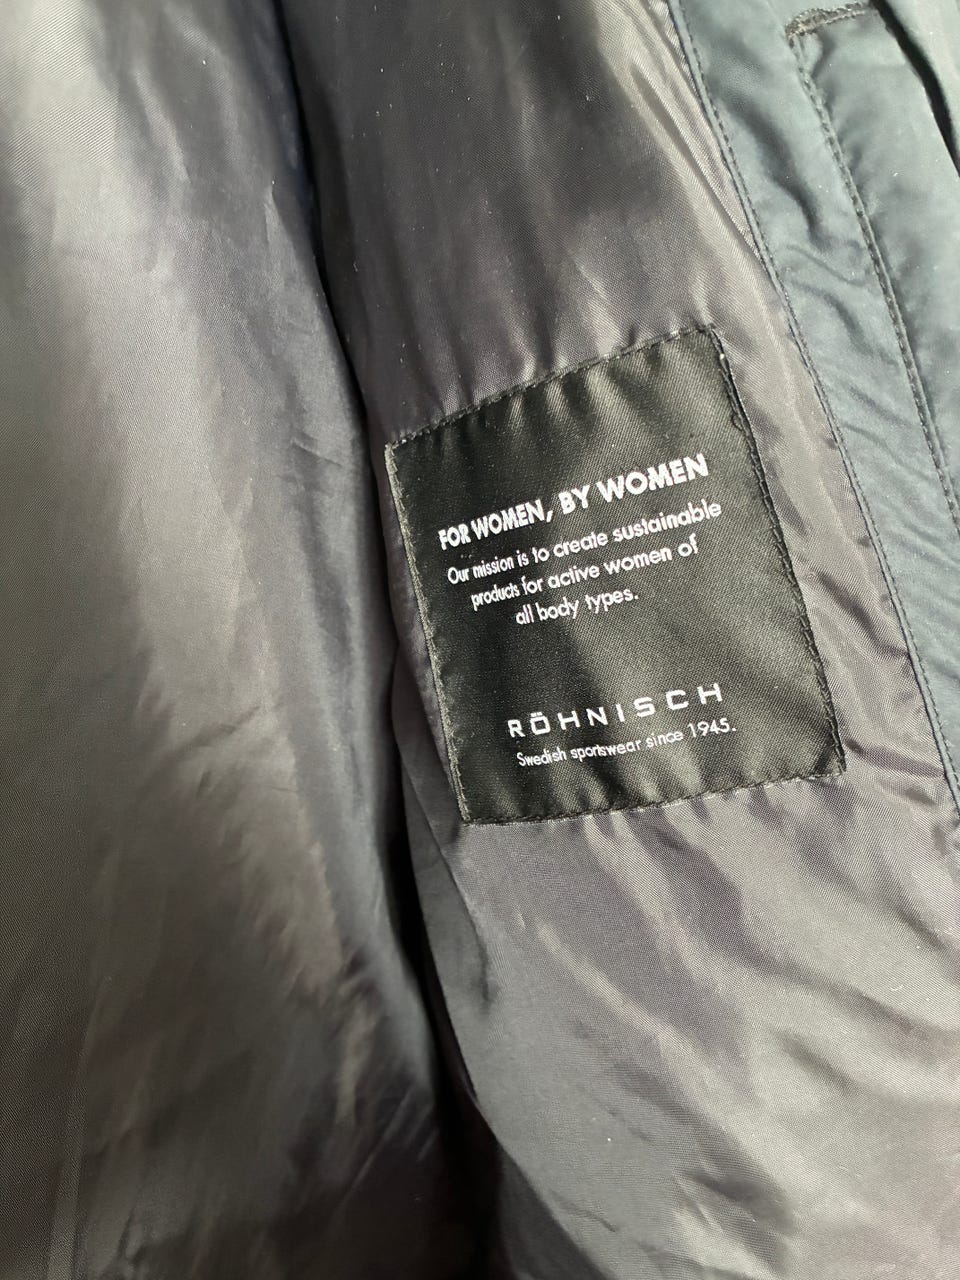 FOR WOMEN, BY WOMEN
Our mission is to create sustainable
products for active women of
all body types.
RÖHNISCH
Swedish sportswear since 1945.